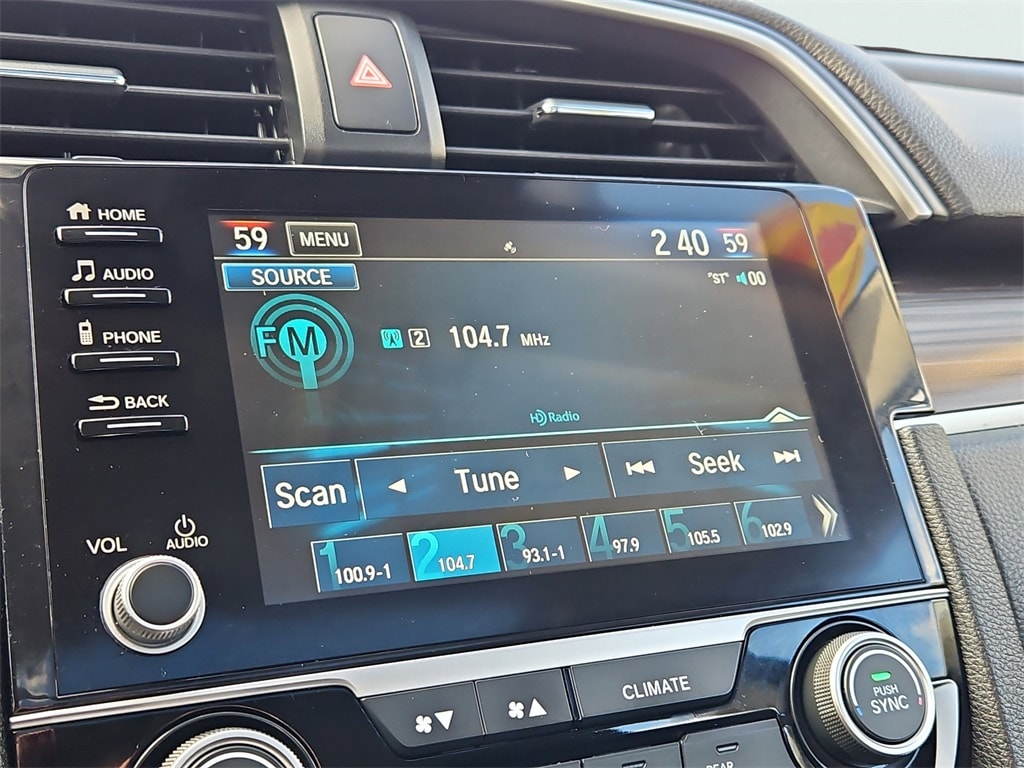 HOME
AUDIO
PHONE
BACK
VOL
AUDIO
59 MENU 2 40 59
SOURCE
"ST" 00
FM 2 104.7 MHz
HD Radio
Scan Tune Seek
1 100.9-1 2 104.7 3 93.1-1 4 97.9 5 105.5 6 102.9
CLIMATE
PUSH
SYNC
REAR